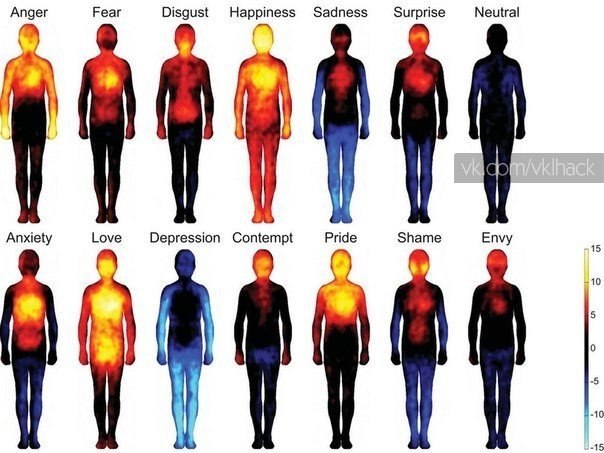 Anger Fear Disgust Happiness Sadness Surprise Neutral
vk.com/vklhack
Anxiety Love Depression Contempt Pride Shame Envy
15
10
5
0
-5
-10
-15